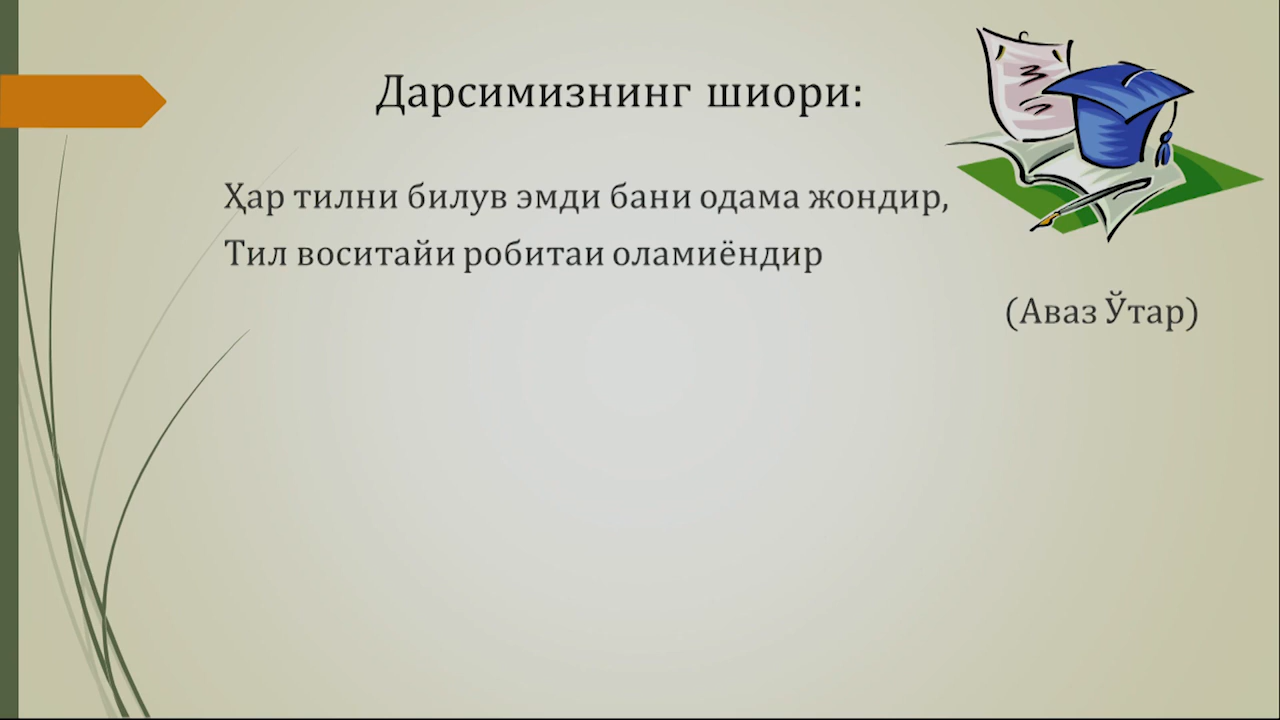 Дарсимизнинг шиори:
Ҳар тилни билув эмди бани одама жондир,
Тил воситайи робитаи оламиёндир
(Аваз Ўтар)